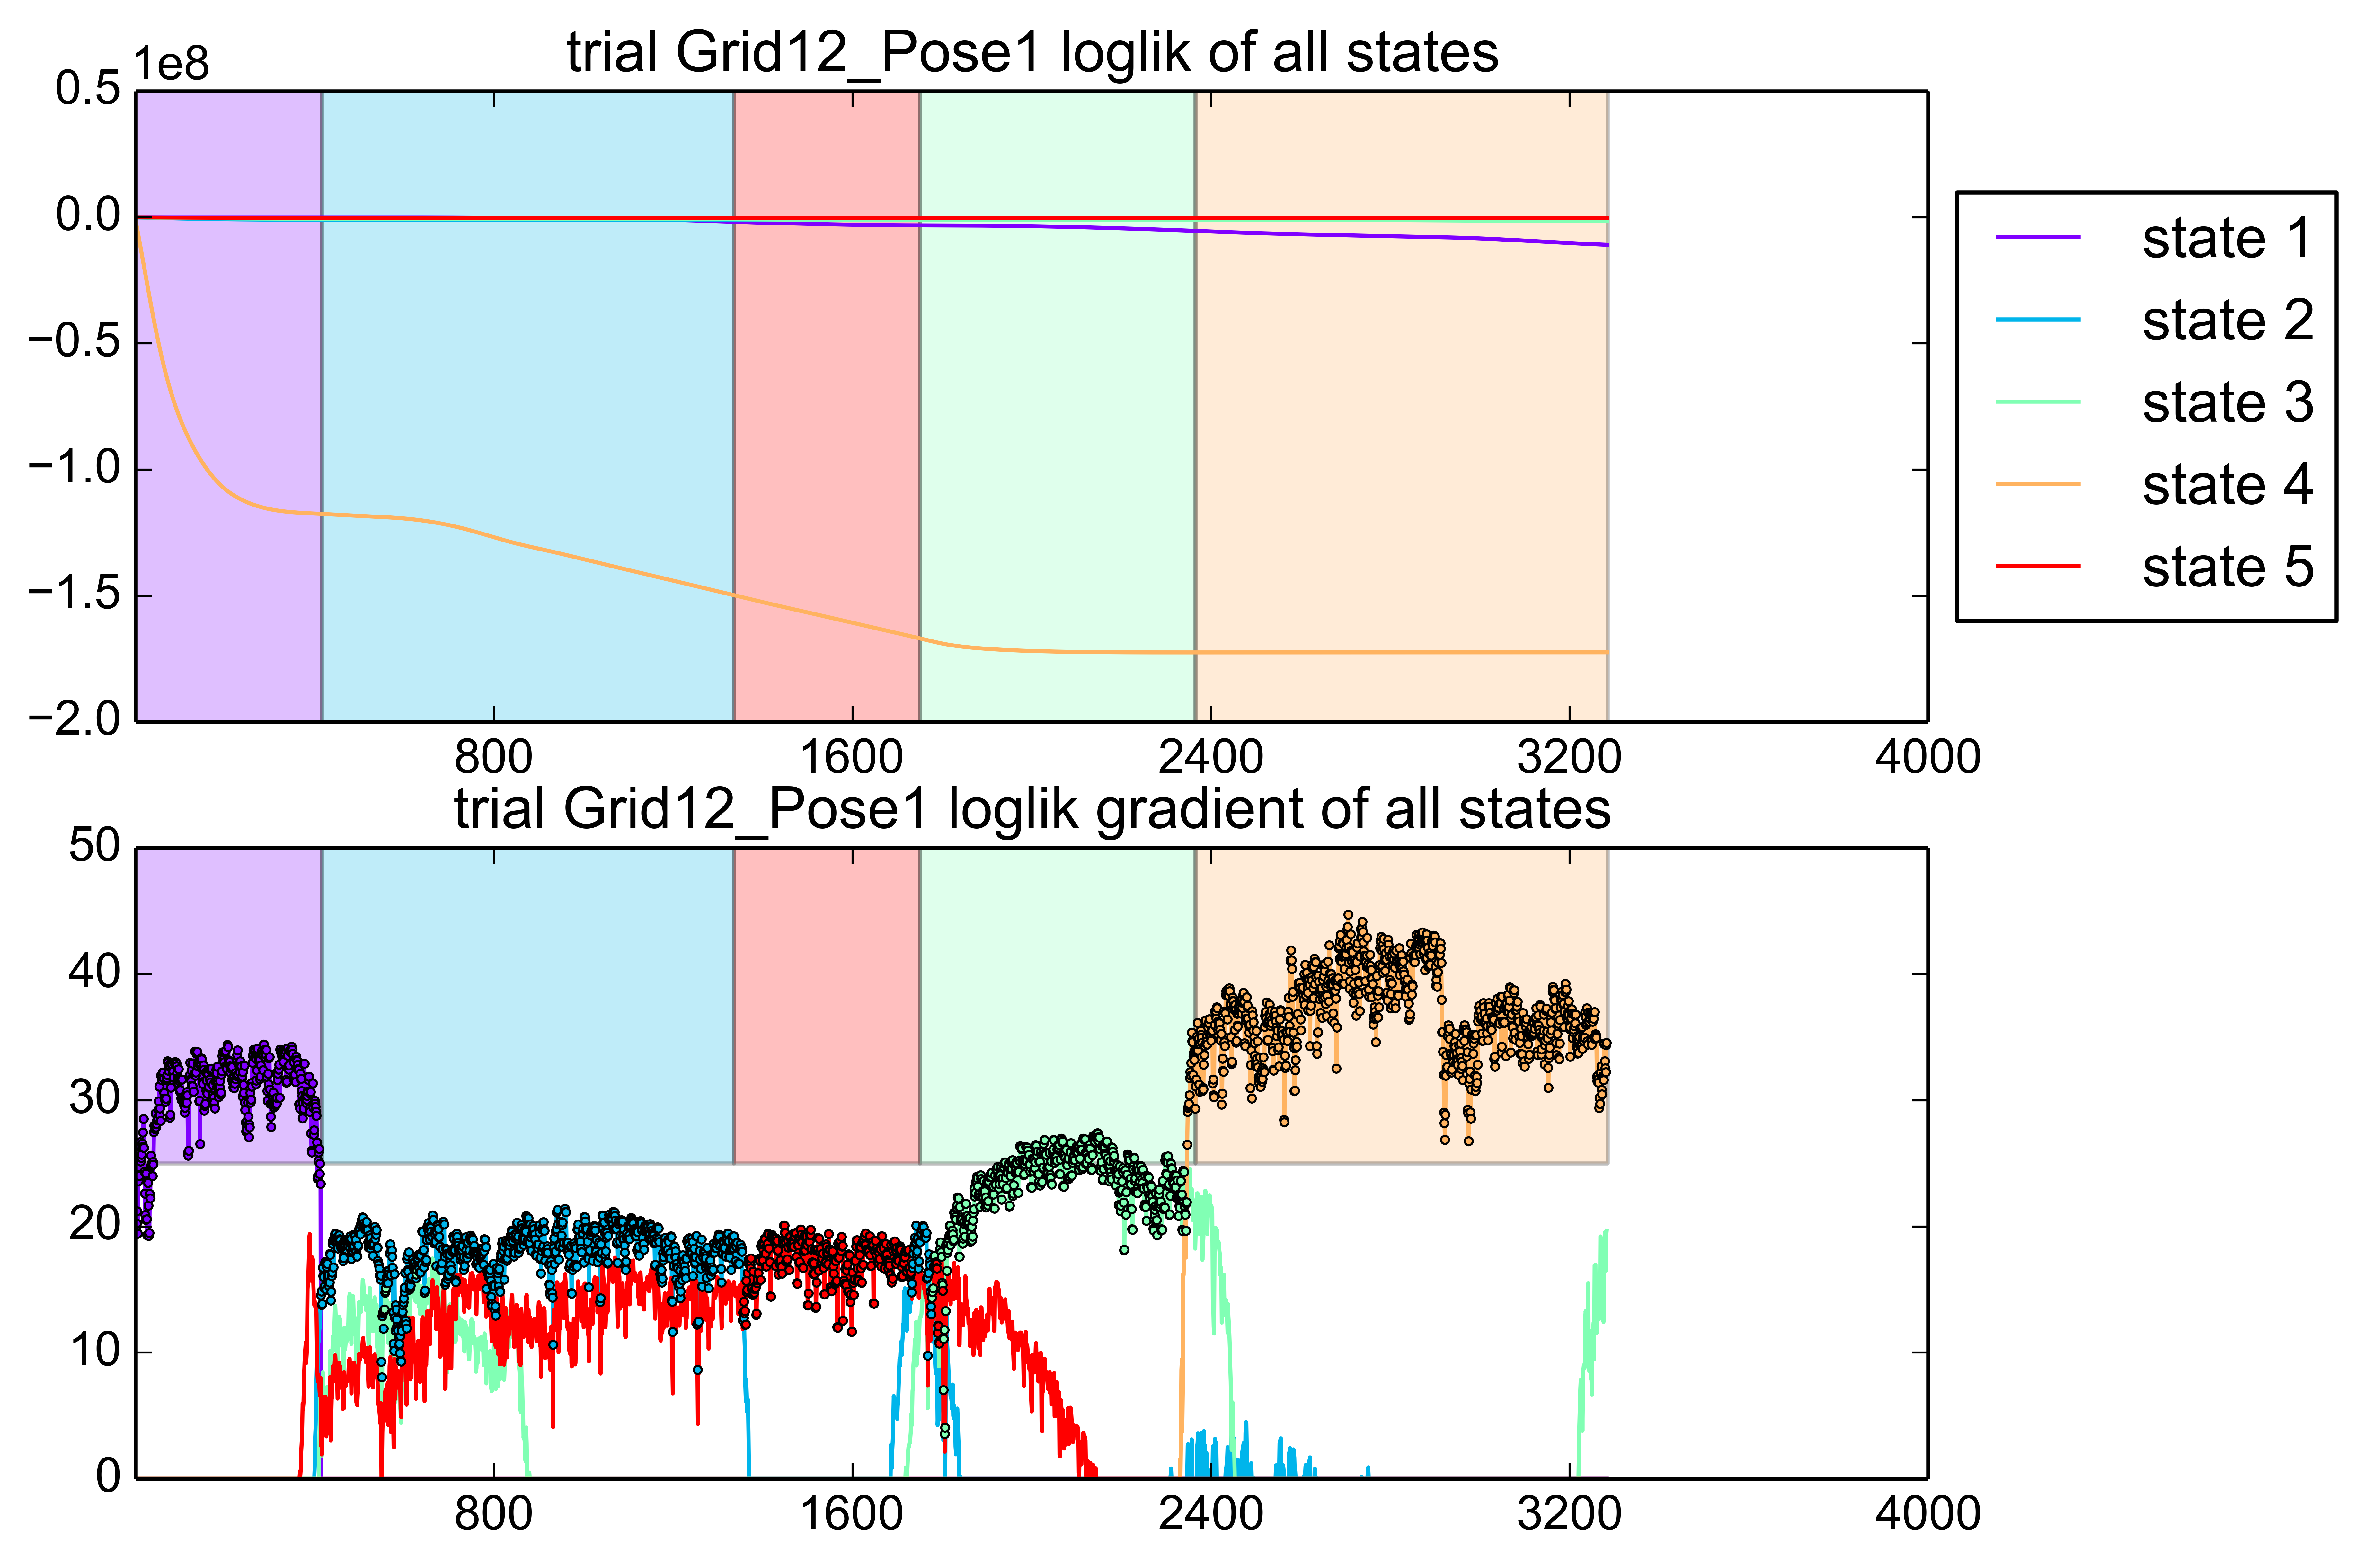 trial Grid12_Pose1 loglik of all states
1e8
0.5
0.0
−0.5
−1.0
−1.5
−2.0
800 1600 2400 3200 4000
state 1
state 2
state 3
state 4
state 5
trial Grid12_Pose1 loglik gradient of all states
50
40
30
20
10
0
800 1600 2400 3200 4000